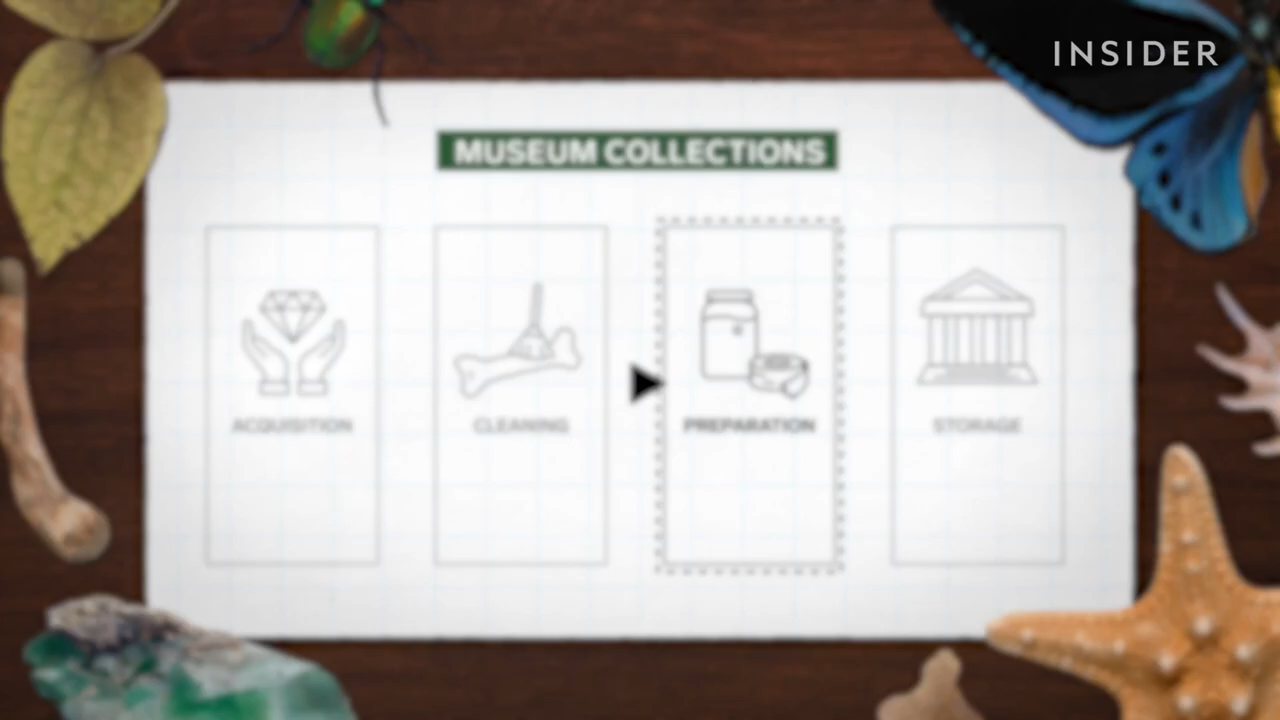 INSIDER
MUSEUM COLLECTIONS
ACQUISITION
CLEANING
PREPARATION
STORAGE